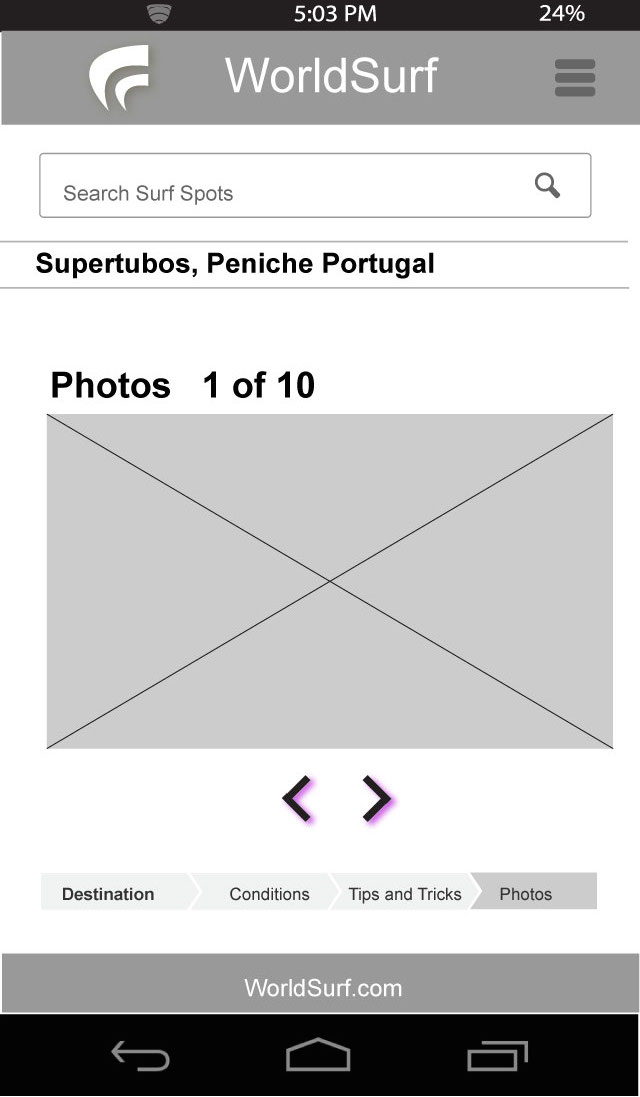 5:03 PM 24%
WorldSurf
Search Surf Spots
Supertubos, Peniche Portugal
Photos 1 of 10
Destination Conditions Tips and Tricks Photos
WorldSurf.com